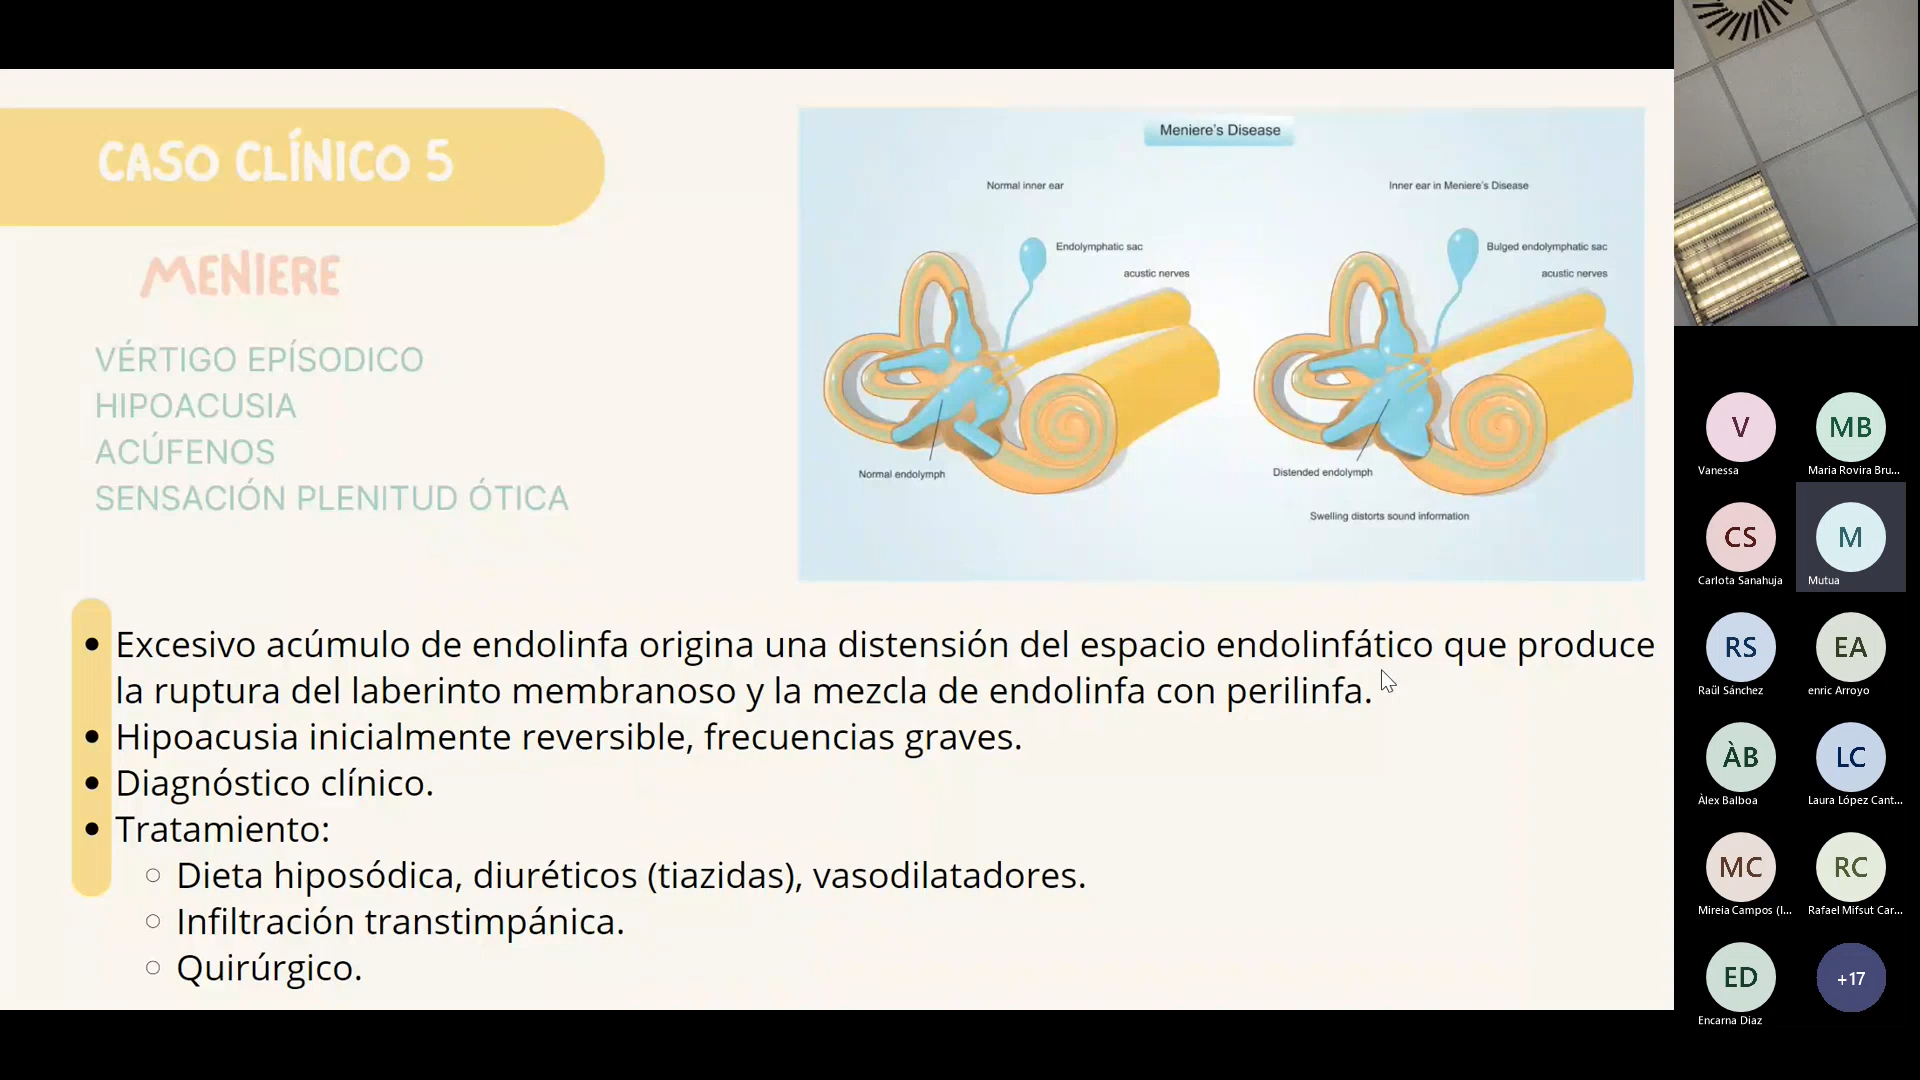 CASO CLÍNICO 5
MENIERE
VÉRTIGO EPÍSODICO
HIPOACUSIA
ACÚFENOS
SENSACIÓN PLENITUD ÓTICA
Meniere's Disease
Normal inner ear
Inner ear in Meniere's Disease
Endolymphatic sac
acustic nerves
Bulged endolymphatic sac
acustic nerves
Normal endolymph
Distended endolymph
Swelling distorts sound information
• Excesivo acúmulo de endolinfa origina una distensión del espacio endolinfático que produce
la ruptura del laberinto membranoso y la mezcla de endolinfa con perilinfa.
• Hipoacusia inicialmente reversible, frecuencias graves.
• Diagnóstico clínico.
• Tratamiento:
○ Dieta hiposódica, diuréticos (tiazidas), vasodilatadores.
○ Infiltración transtimpánica.
○ Quirúrgico.
V
Vanessa
MB
Maria Rovira Bru...
CS
Carlota Sanahuja
M
Mutua
RS
Raül Sánchez
EA
enric Arroyo
ÀB
Àlex Balboa
LC
Laura López Cant...
MC
Mireia Campos (I...
RC
Rafael Mifsut Car...
ED
Encarna Diaz
+17